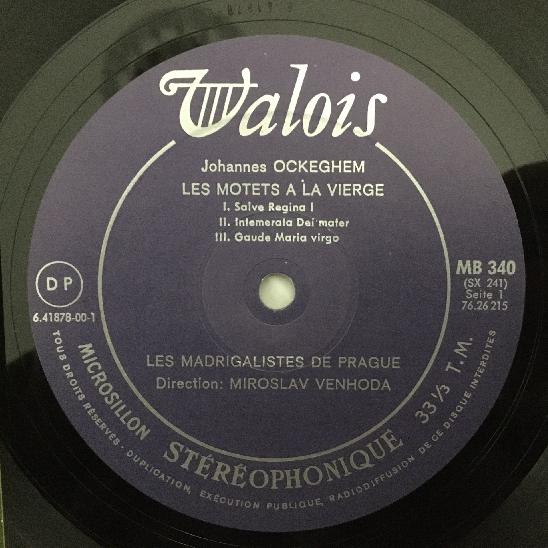 Valois
Johannes OCKEGHEM
LES MOTETS A LA VIERGE
I. Salve Regina I
II. Intemerata Dei mater
III. Gaude Maria virgo
DP
6.41878-00-1
MB 340
(SX 241)
Seite 1
76.26215
LES MADRIGALISTES DE PRAGUE
Direction: MIROSLAV VENHODA
MICROSILLON STÉRÉOPHONIQUE 33 1/3 T. M.
TOUS DROITS RÉSERVÉS - DUPLICATION, EXÉCUTION PUBLIQUE, RADIODIFFUSION DE CE DISQUE INTERDITES